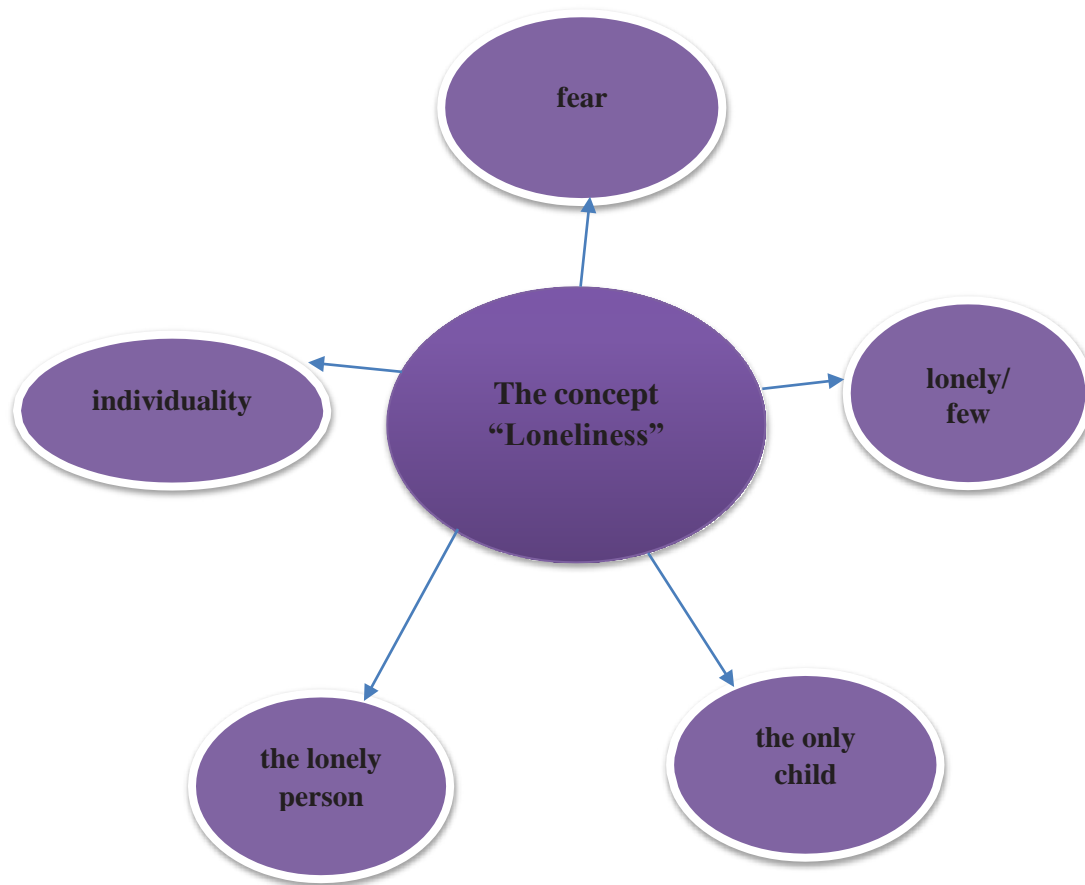 fear
The concept
“Loneliness”
lonely/
few
individuality
the lonely
person
the only
child